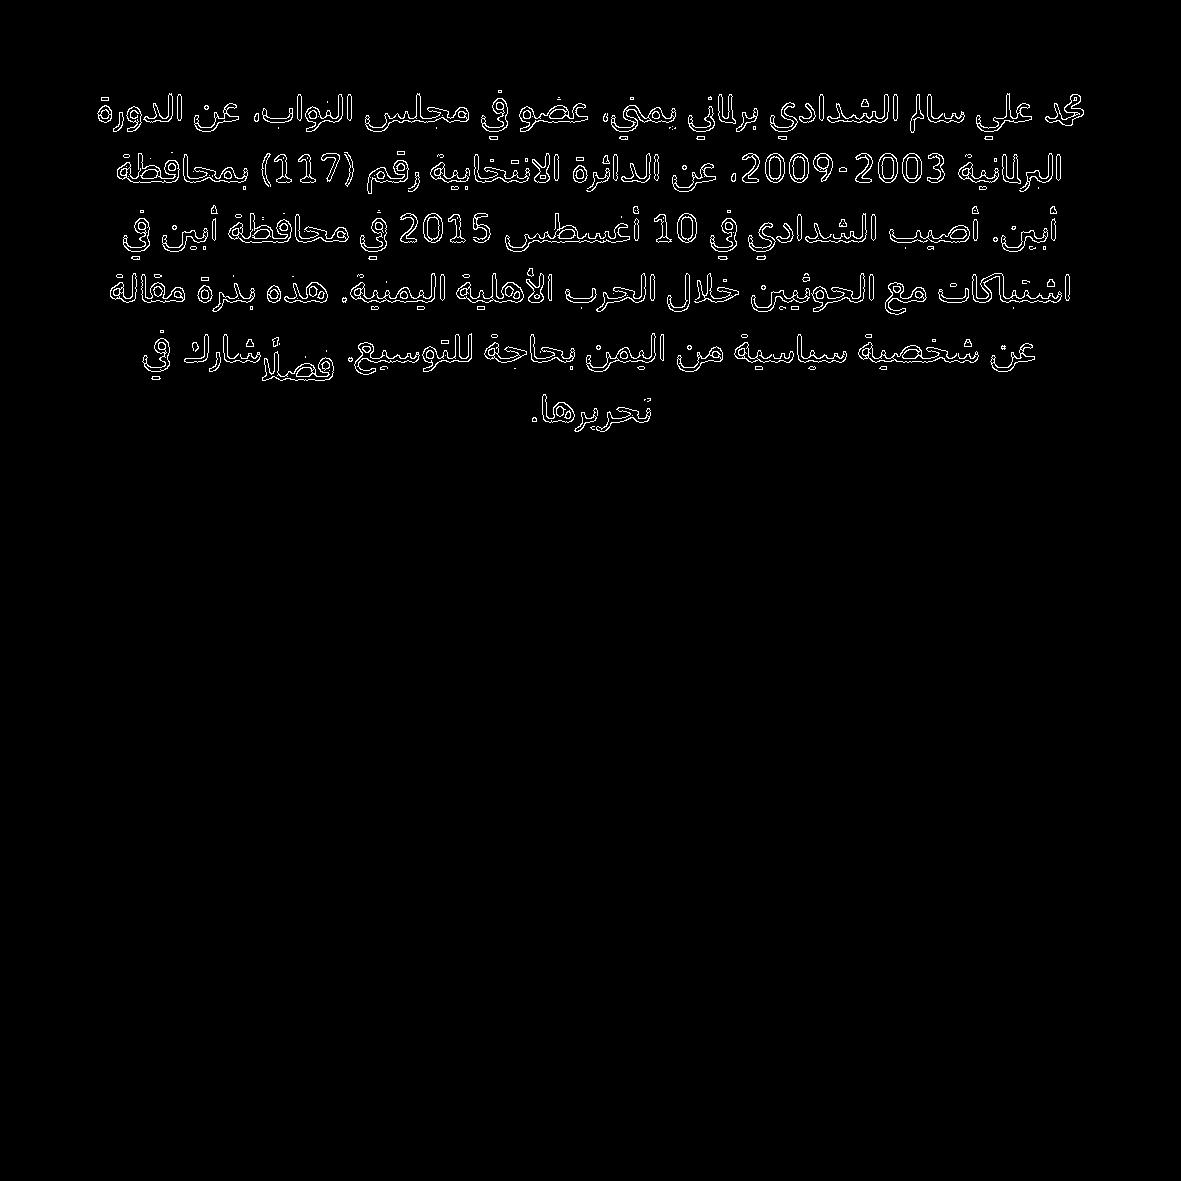 محمد علي سالم الشدادي برلماني يمني، عضو في مجلس النواب، عن الدورة
البرلمانية 2003-2009، عن الدائرة الانتخابية رقم (117) بمحافظة
أبين. أصيب الشدادي في 10 أغسطس 2015 في محافظة أبين في
اشتباكات مع الحوثيين خلال الحرب الأهلية اليمنية. هذه بذرة مقالة
عن شخصية سياسية من اليمن بحاجة للتوسيع. فضلًا شارك في
تحريرها.